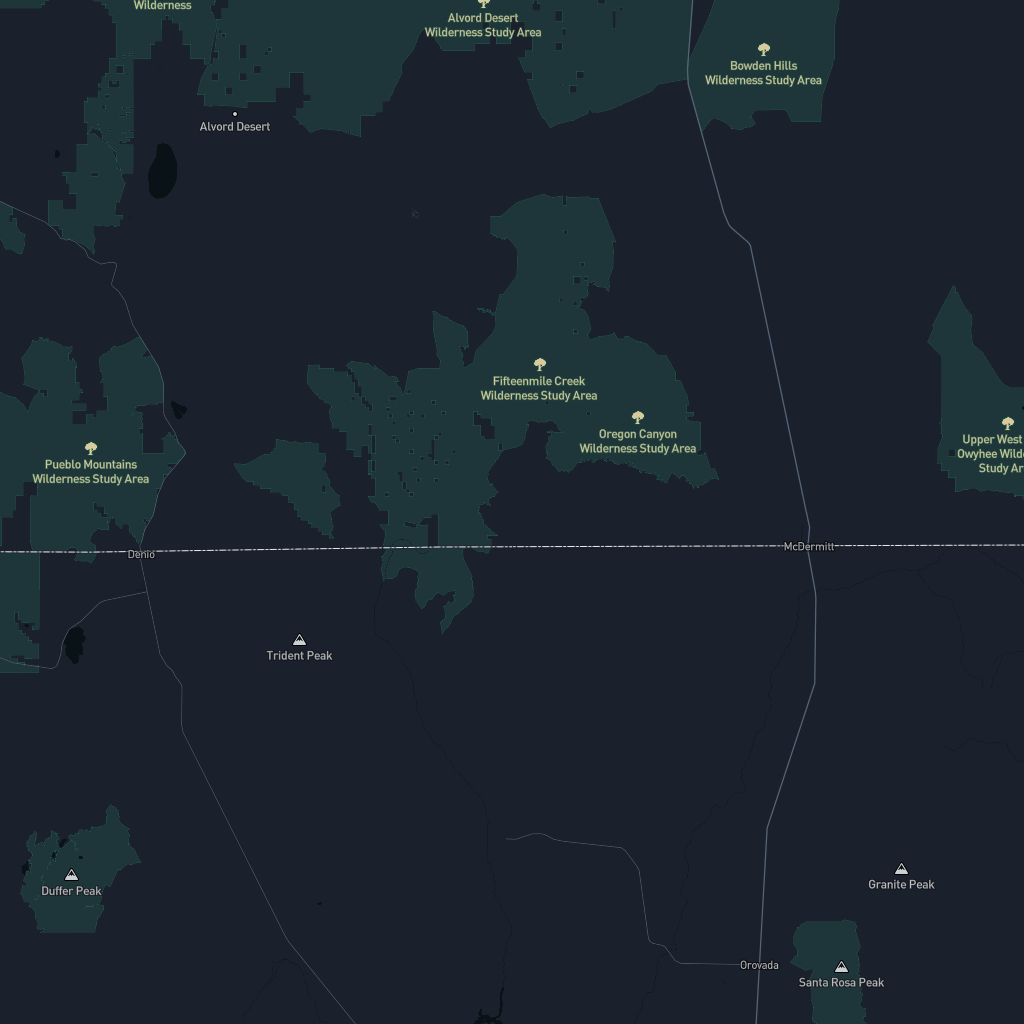 Wilderness
Alvord Desert
Wilderness Study Area
Bowden Hills
Wilderness Study Area
Alvord Desert
Fifteenmile Creek
Wilderness Study Area
Oregon Canyon
Wilderness Study Area
Upper West
Owyhee Wilde
Study Ar
Pueblo Mountains
Wilderness Study Area
Denio
McDermitt
Trident Peak
Duffer Peak
Granite Peak
Orovada
Santa Rosa Peak